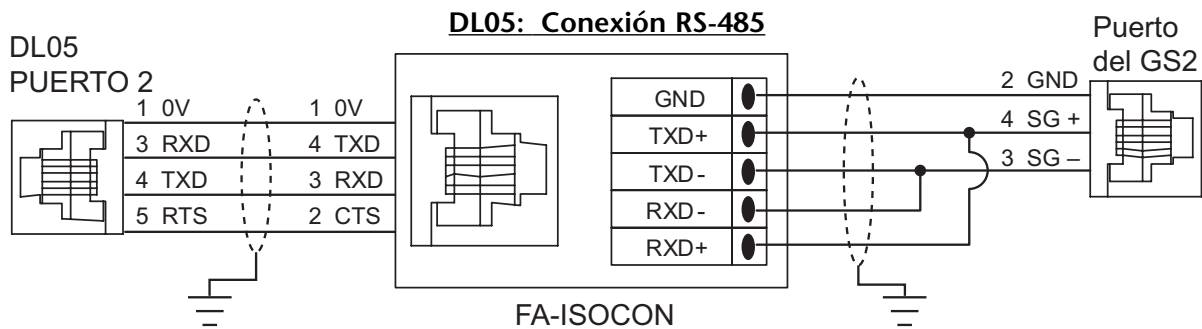 DL05: Conexión RS-485
DL05
PUERTO 2
1 0V
3 RXD
4 TXD
5 RTS
1 0V
4 TXD
3 RXD
2 CTS
GND
TXD+
TXD-
RXD-
RXD+
FA-ISOCON
Puerto
del GS2
2 GND
4 SG +
3 SG –